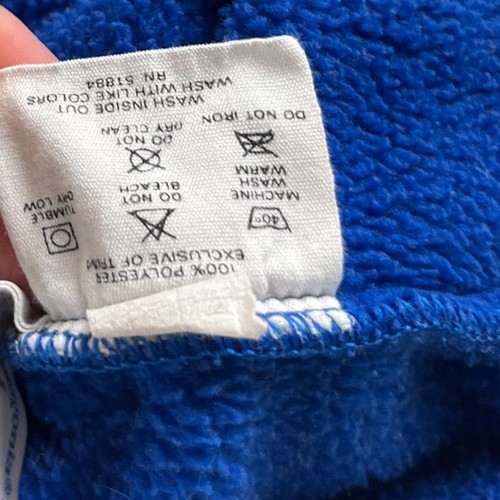 100% POLYESTER
EXCLUSIVE OF TRIM
40°
MACHINE
WASH
WARM
DO NOT
BLEACH
TUMBLE
DRY LOW
DO NOT IRON
DO NOT
DRY CLEAN
WASH INSIDE OUT
WASH WITH LIKE COLORS
RN 51884